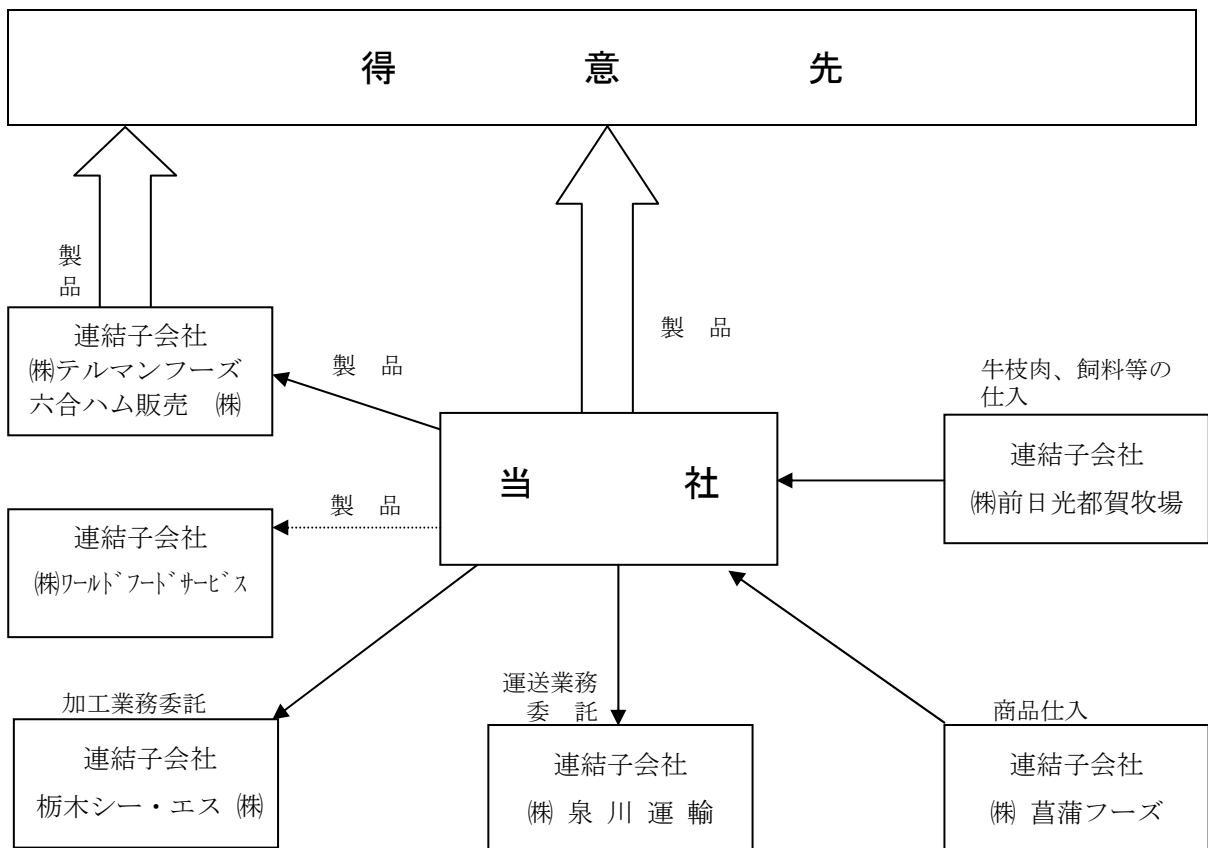 得 意 先
製
品
連結子会社
㈱テルマンフーズ
六合ハム販売 ㈱
製 品
製 品
牛枝肉、飼料等の
仕入
連結子会社
㈱前日光都賀牧場
当 社
製 品
連結子会社
㈱ワールドフードサービス
加工業務委託
連結子会社
栃木シー・エス ㈱
運送業務
委 託
連結子会社
㈱ 泉 川 運 輸
商品仕入
連結子会社
㈱ 菖蒲フーズ